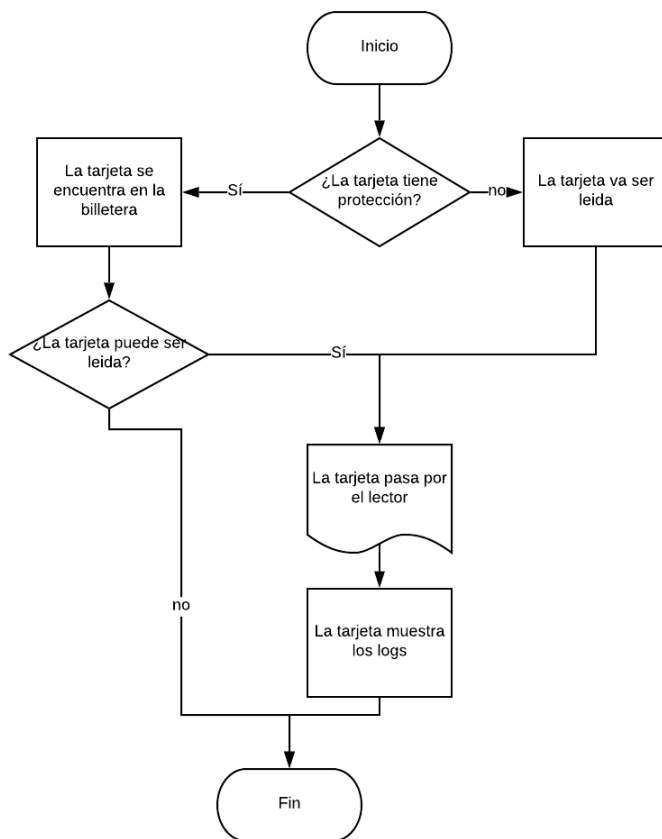 Inicio
¿La tarjeta tiene
protección?
Sí
no
La tarjeta se
encuentra en la
billetera
La tarjeta va ser
leida
¿La tarjeta puede ser
leida?
Sí
La tarjeta pasa por
el lector
no
La tarjeta muestra
los logs
Fin